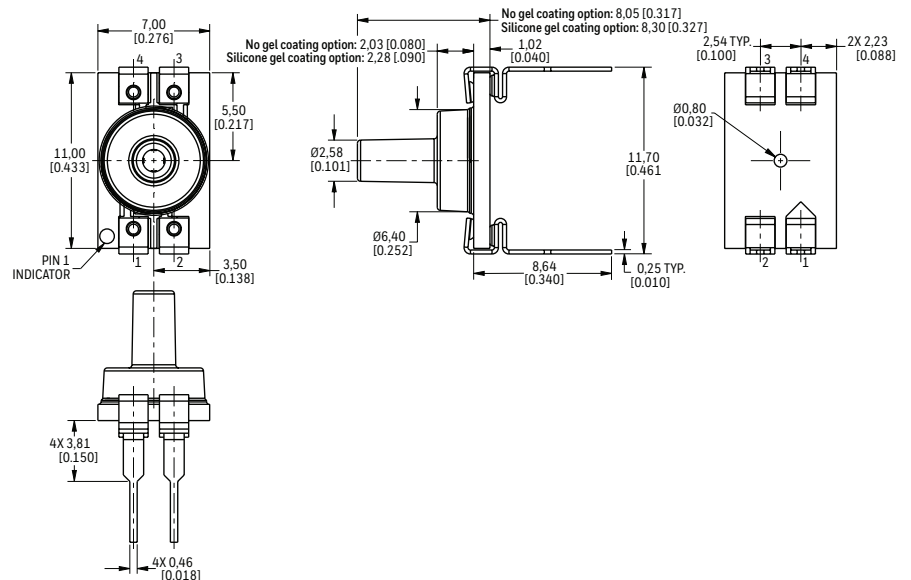 7,00
[0.276]
4 3
5,50
[0.217]
11,00
[0.433]
1 2
PIN 1
INDICATOR
3,50
[0.138]
No gel coating option: 8,05 [0.317]
Silicone gel coating option: 8,30 [0.327]
No gel coating option: 2,03 [0.080]
Silicone gel coating option: 2,28 [.090]
1,02
[0.040]
Ø2,58
[0.101]
Ø6,40
[0.252]
11,70
[0.461
8,64
[0.340]
0,25 TYP.
[0.010]
2,54 TYP.
[0.100]
2X 2,23
[0.088]
3 4
Ø0,80
[0.032]
2 1
4X 3,81
[0.150]
4X 0,46
[0.018]